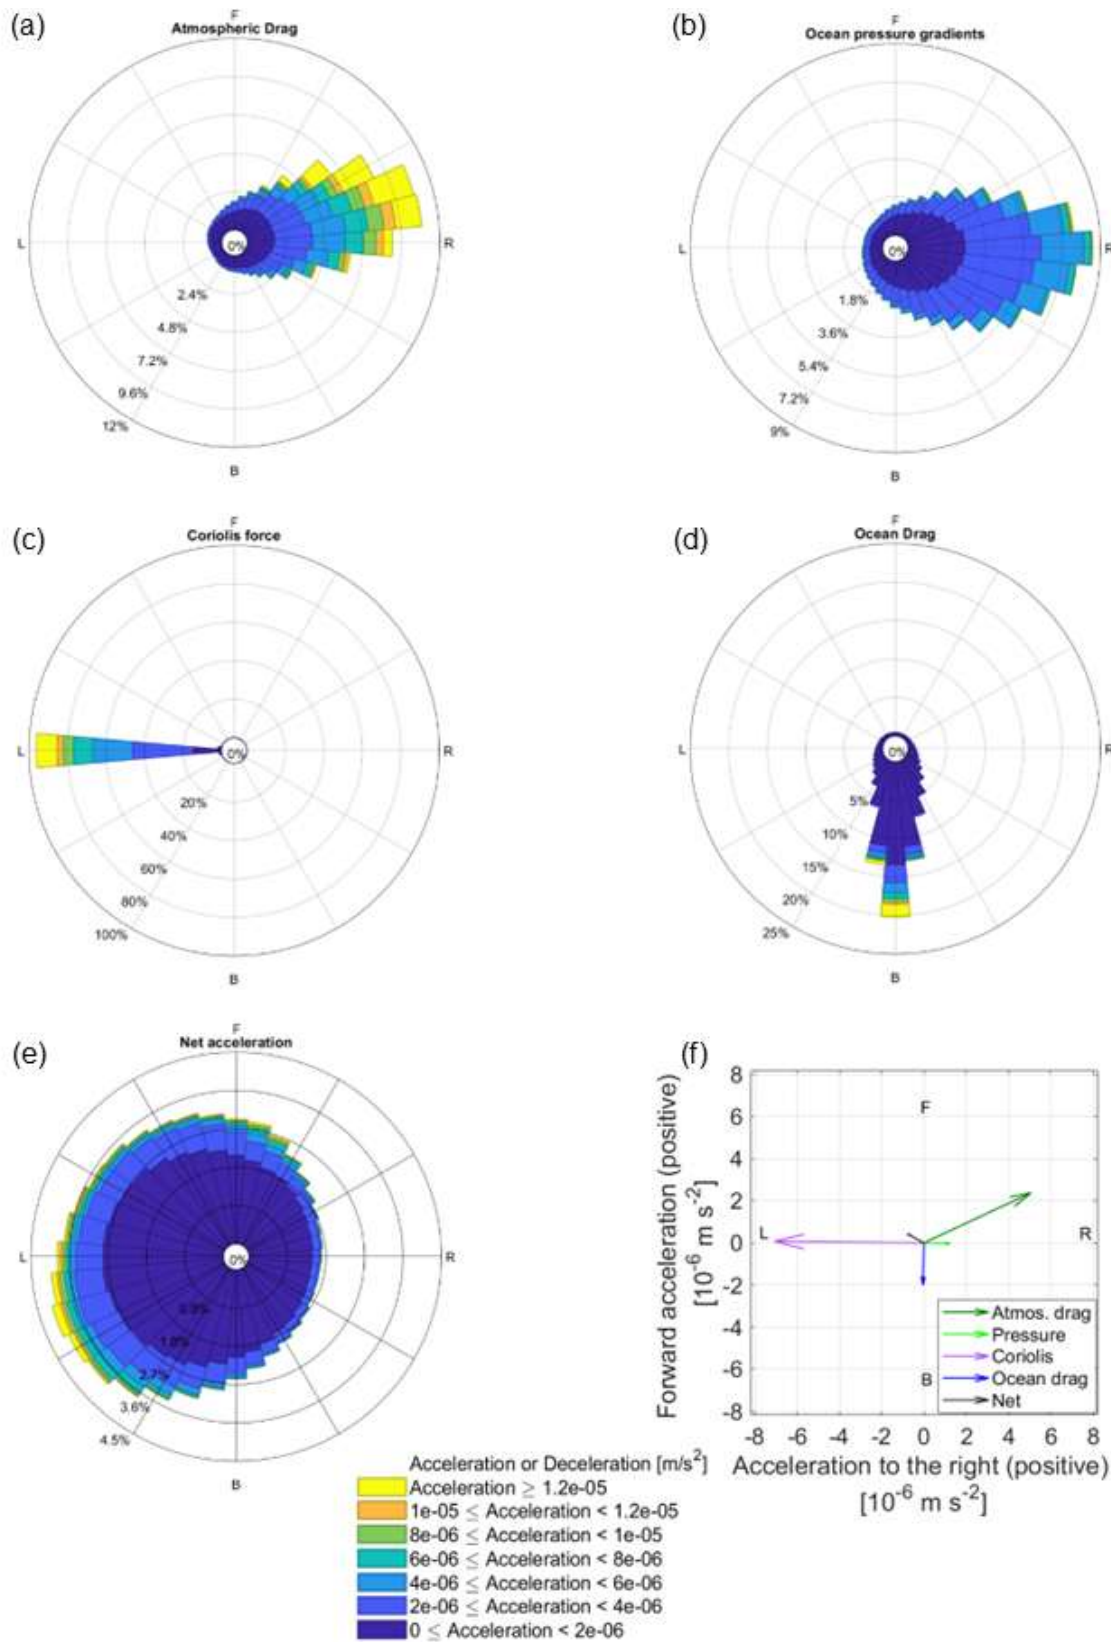 (a)
F
Atmospheric Drag
L
0%
R
2.4%
4.8%
7.2%
9.6%
12%
B
(b)
F
Ocean pressure gradients
L
0%
R
1.8%
3.6%
5.4%
7.2%
9%
B
(c)
F
Coriolis force
L
0%
R
20%
40%
60%
80%
100%
B
(d)
F
Ocean Drag
L
0%
R
5%
10%
15%
20%
25%
B
(e)
F
Net acceleration
L
0%
R
0.9%
1.8%
2.7%
3.6%
4.5%
B
(f)
8
6
4
2
0
-2
-4
-6
-8
Forward acceleration (positive)
[10⁻⁶ m s⁻²]
F
L
R
B
Atmos. drag
Pressure
Coriolis
Ocean drag
Net
-8 -6 -4 -2 0 2 4 6 8
Acceleration to the right (positive)
[10⁻⁶ m s⁻²]
Acceleration or Deceleration [m/s²]
Acceleration ≥ 1.2e-05
1e-05 ≤ Acceleration < 1.2e-05
8e-06 ≤ Acceleration < 1e-05
6e-06 ≤ Acceleration < 8e-06
4e-06 ≤ Acceleration < 6e-06
2e-06 ≤ Acceleration < 4e-06
0 ≤ Acceleration < 2e-06